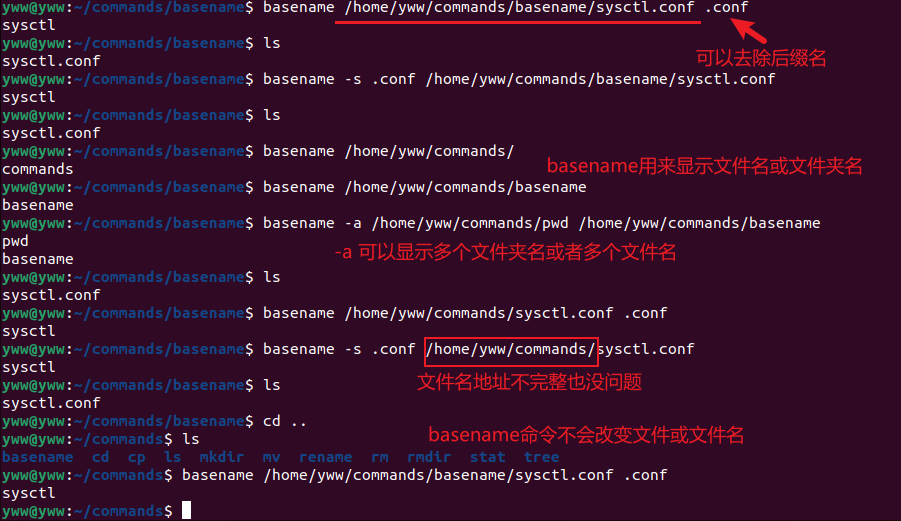 yww@yww:~/commands/basename$ basename /home/yww/commands/basename/sysctl.conf .conf
sysctl
yww@yww:~/commands/basename$ ls
可以去除后缀名
sysctl.conf
yww@yww:~/commands/basename$ basename -s .conf /home/yww/commands/basename/sysctl.conf
sysctl
yww@yww:~/commands/basename$ ls
sysctl.conf
yww@yww:~/commands/basename$ basename /home/yww/commands/
basename用来显示文件名或文件夹名
commands
yww@yww:~/commands/basename$ basename /home/yww/commands/basename
basename
yww@yww:~/commands/basename$ basename -a /home/yww/commands/pwd /home/yww/commands/basename
pwd
-a 可以显示多个文件夹名或者多个文件名
basename
yww@yww:~/commands/basename$ ls
sysctl.conf
yww@yww:~/commands/basename$ basename /home/yww/commands/sysctl.conf .conf
sysctl
yww@yww:~/commands/basename$ basename -s .conf /home/yww/commands/sysctl.conf
sysctl
文件名地址不完整也没问题
yww@yww:~/commands/basename$ ls
sysctl.conf
yww@yww:~/commands/basename$ cd ..
basename命令不会改变文件或文件名
yww@yww:~/commands$ ls
basename cd cp ls mkdir mv rename rm rmdir stat tree
yww@yww:~/commands$ basename /home/yww/commands/basename/sysctl.conf .conf
sysctl
yww@yww:~/commands$